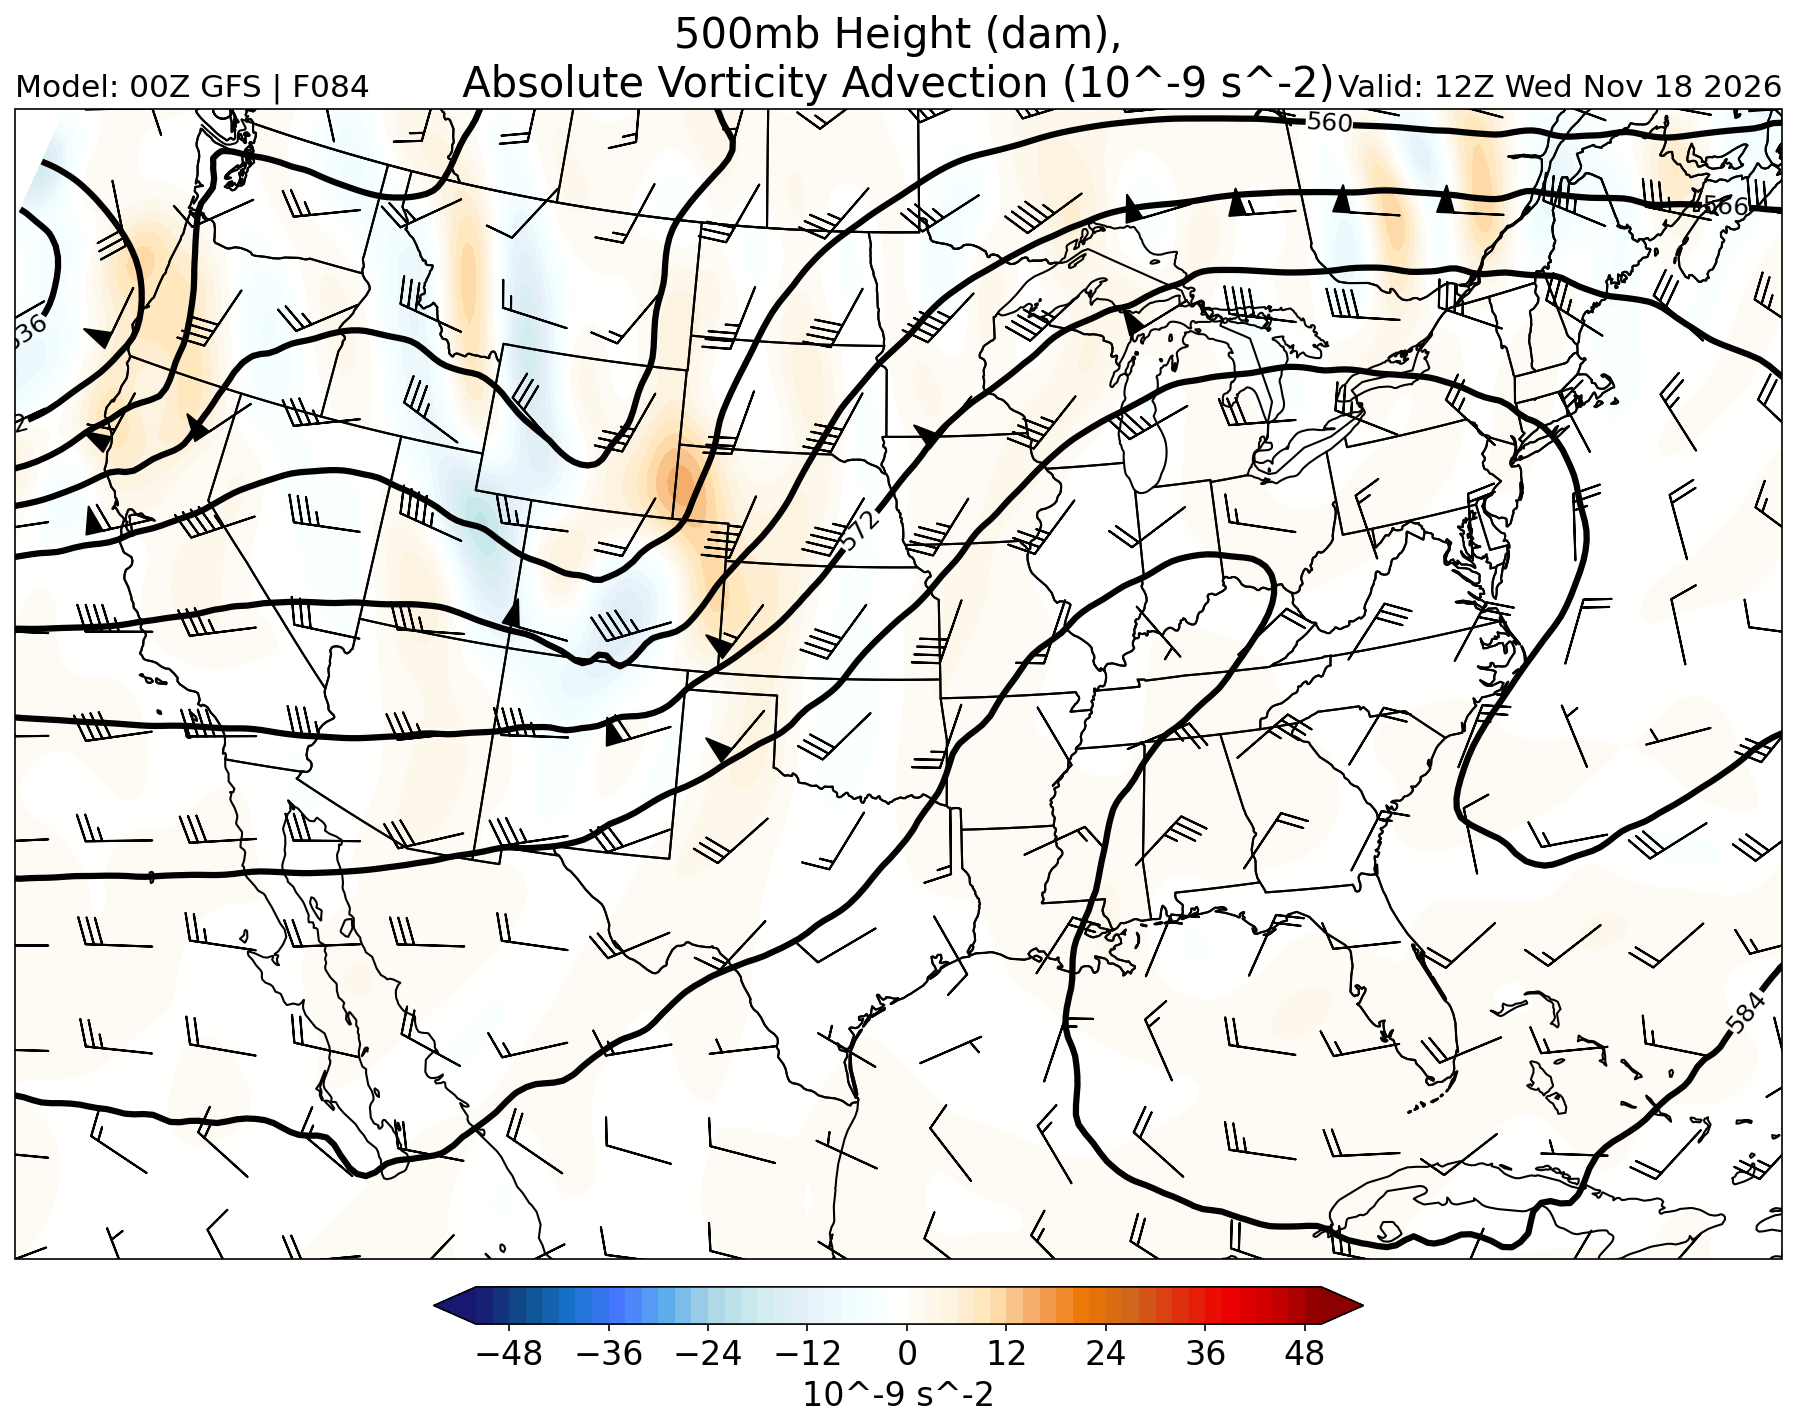 500mb Height (dam),
Absolute Vorticity Advection (10^-9 s^-2)
Model: 00Z GFS | F084
Valid: 12Z Wed Nov 18 2026
560
566
572
584
−48 −36 −24 −12 0 12 24 36 48
10^-9 s^-2